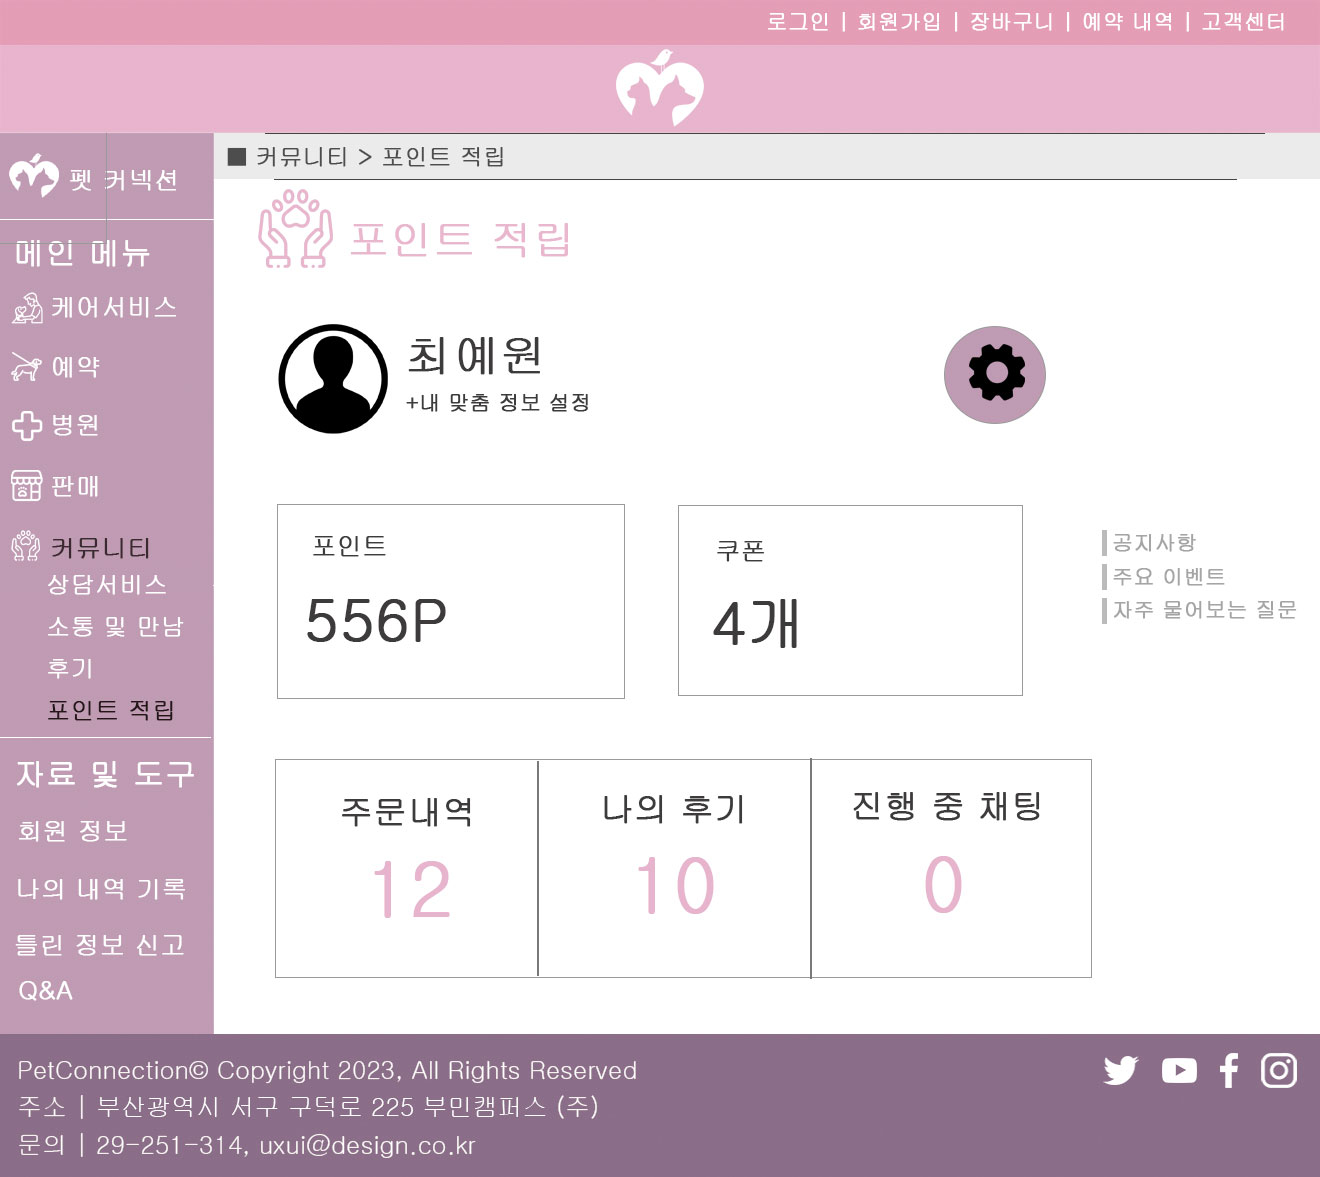 로그인 | 회원가입 | 장바구니 | 예약 내역 | 고객센터
펫 커넥션
■ 커뮤니티 > 포인트 적립
메인 메뉴
케어서비스
예약
병원
판매
커뮤니티
상담서비스
소통 및 만남
후기
포인트 적립
자료 및 도구
회원 정보
나의 내역 기록
틀린 정보 신고
Q&A
포인트 적립
최예원
+내 맞춤 정보 설정
포인트
556P
쿠폰
4개
공지사항
주요 이벤트
자주 물어보는 질문
주문내역
12
나의 후기
10
진행 중 채팅
0
PetConnection© Copyright 2023, All Rights Reserved
주소 | 부산광역시 서구 구덕로 225 부민캠퍼스 (주)
문의 | 29-251-314, uxui@design.co.kr